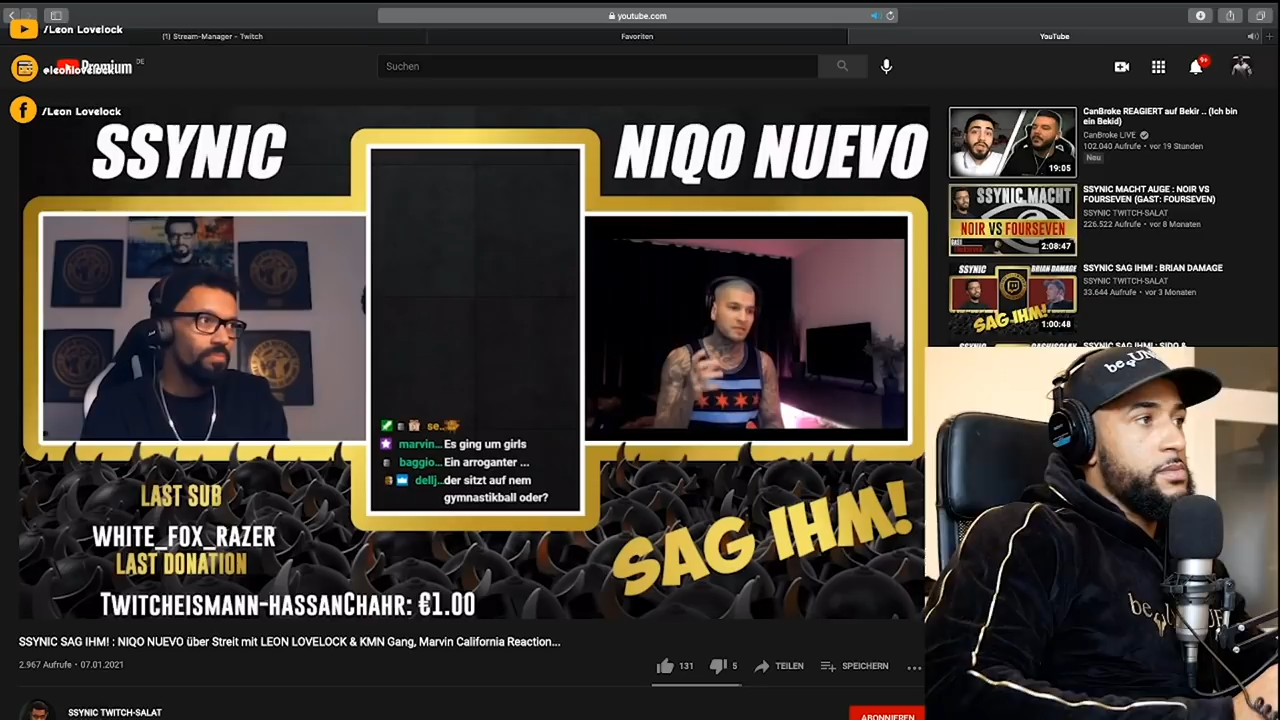 youtube.com
/Leon Lovelock
(1) Stream-Manager - Twitch
Favoriten
YouTube
Premium
DE
Suchen
9+
/Leon Lovelock
SSYNIC
NIQO NUEVO
se...
marvin... Es ging um girls
baggio... Ein arroganter ...
dellj... der sitzt auf nem
gymnastikball oder?
LAST SUB
WHITE_FOX_RAZER
LAST DONATION
TWITCHEISMANN-HASSANCHAHR: €1.00
SAG IHM!
SSYNIC SAG IHM! : NIQO NUEVO über Streit mit LEON LOVELOCK & KMN Gang, Marvin California Reaction...
2.967 Aufrufe • 07.01.2021
131
5
TEILEN
SPEICHERN
SSYNIC TWITCH-SALAT
ABONNIEREN
CanBroke REAGIERT auf Bekir .. (Ich bin
ein Bekid)
CanBroke LIVE
102.040 Aufrufe • vor 19 Stunden
Neu
19:05
SSYNIC MACHT
NOIR VS FOURSEVEN
2:08:47
SSYNIC MACHT AUGE : NOIR VS
FOURSEVEN (GAST: FOURSEVEN)
SSYNIC TWITCH-SALAT
226.522 Aufrufe • vor 8 Monaten
SSYNIC
BRIAN DAMAGE
SAG IHM!
1:00:48
SSYNIC SAG IHM! : BRIAN DAMAGE
SSYNIC TWITCH-SALAT
33.644 Aufrufe • vor 3 Monaten